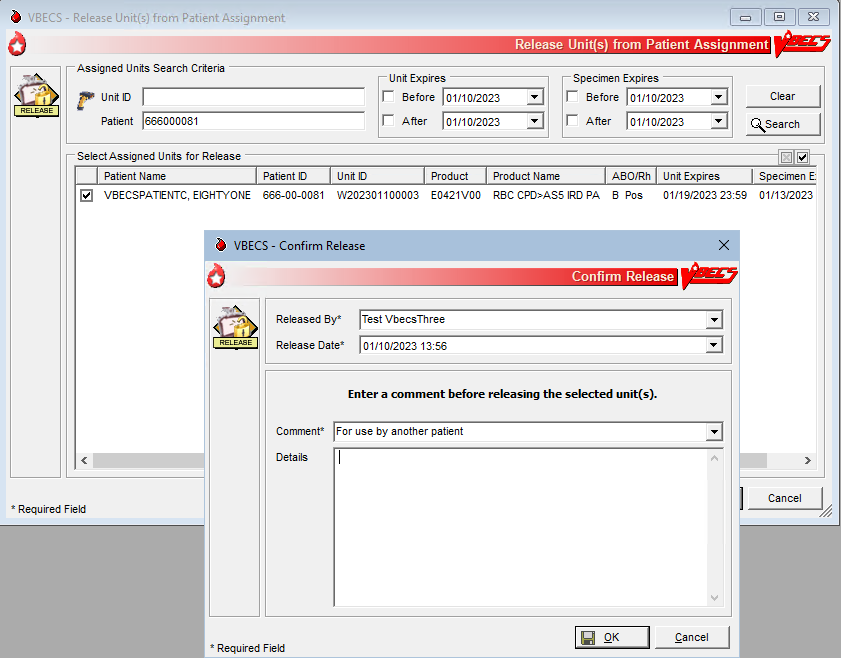 VBECS - Release Unit(s) from Patient Assignment
Release Unit(s) from Patient Assignment VBECS
RELEASE
Assigned Units Search Criteria
Unit ID
Patient 666000081
Unit Expires
Before 01/10/2023
After 01/10/2023
Specimen Expires
Before 01/10/2023
After 01/10/2023
Clear
Search
Select Assigned Units for Release
Patient Name Patient ID Unit ID Product Product Name ABO/Rh Unit Expires Specimen E
VBECSPATIENTC, EIGHTYONE 666-00-0081 W202301100003 E0421V00 RBC CPD>AS5 IRD PA B Pos 01/19/2023 23:59 01/13/2023
* Required Field
Cancel
VBECS - Confirm Release
Confirm Release VBECS
RELEASE
Released By* Test VbecsThree
Release Date* 01/10/2023 13:56
Enter a comment before releasing the selected unit(s).
Comment* For use by another patient
Details
* Required Field
OK
Cancel